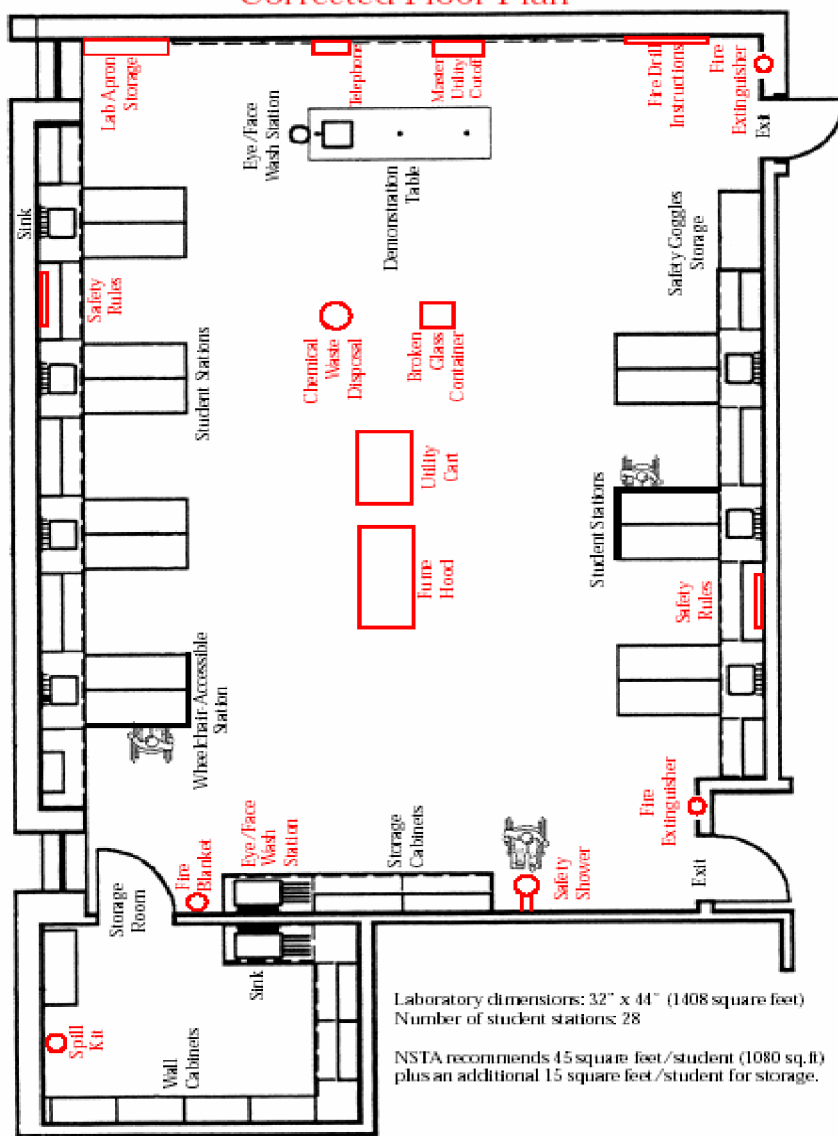 Corrected Floor Plan
Lab Apron
Storage
Telephone
Master
Utility
Cutoff
Fire Drill
Instructions
Fire
Extinguisher
Exit
Eye/Face
Wash Station
Demonstration
Table
Sink
Safety
Rules
Student Stations
Chemical
Waste
Disposal
Broken
Glass
Container
Safety Goggles
Storage
Utility
Cart
Student Stations
Fume
Hood
Safety
Rules
Wheelchair-Accessible
Station
Storage
Room
Fire
Blanket
Eye/Face
Wash
Station
Storage
Cabinets
Safety
Shower
Fire
Extinguisher
Exit
Sink
Spill
Kit
Wall
Cabinets
Laboratory dimensions: 32" x 44" (1408 square feet)
Number of student stations: 28
NSTA recommends 45 square feet/student (1080 sq.ft)
plus an additional 15 square feet/student for storage.